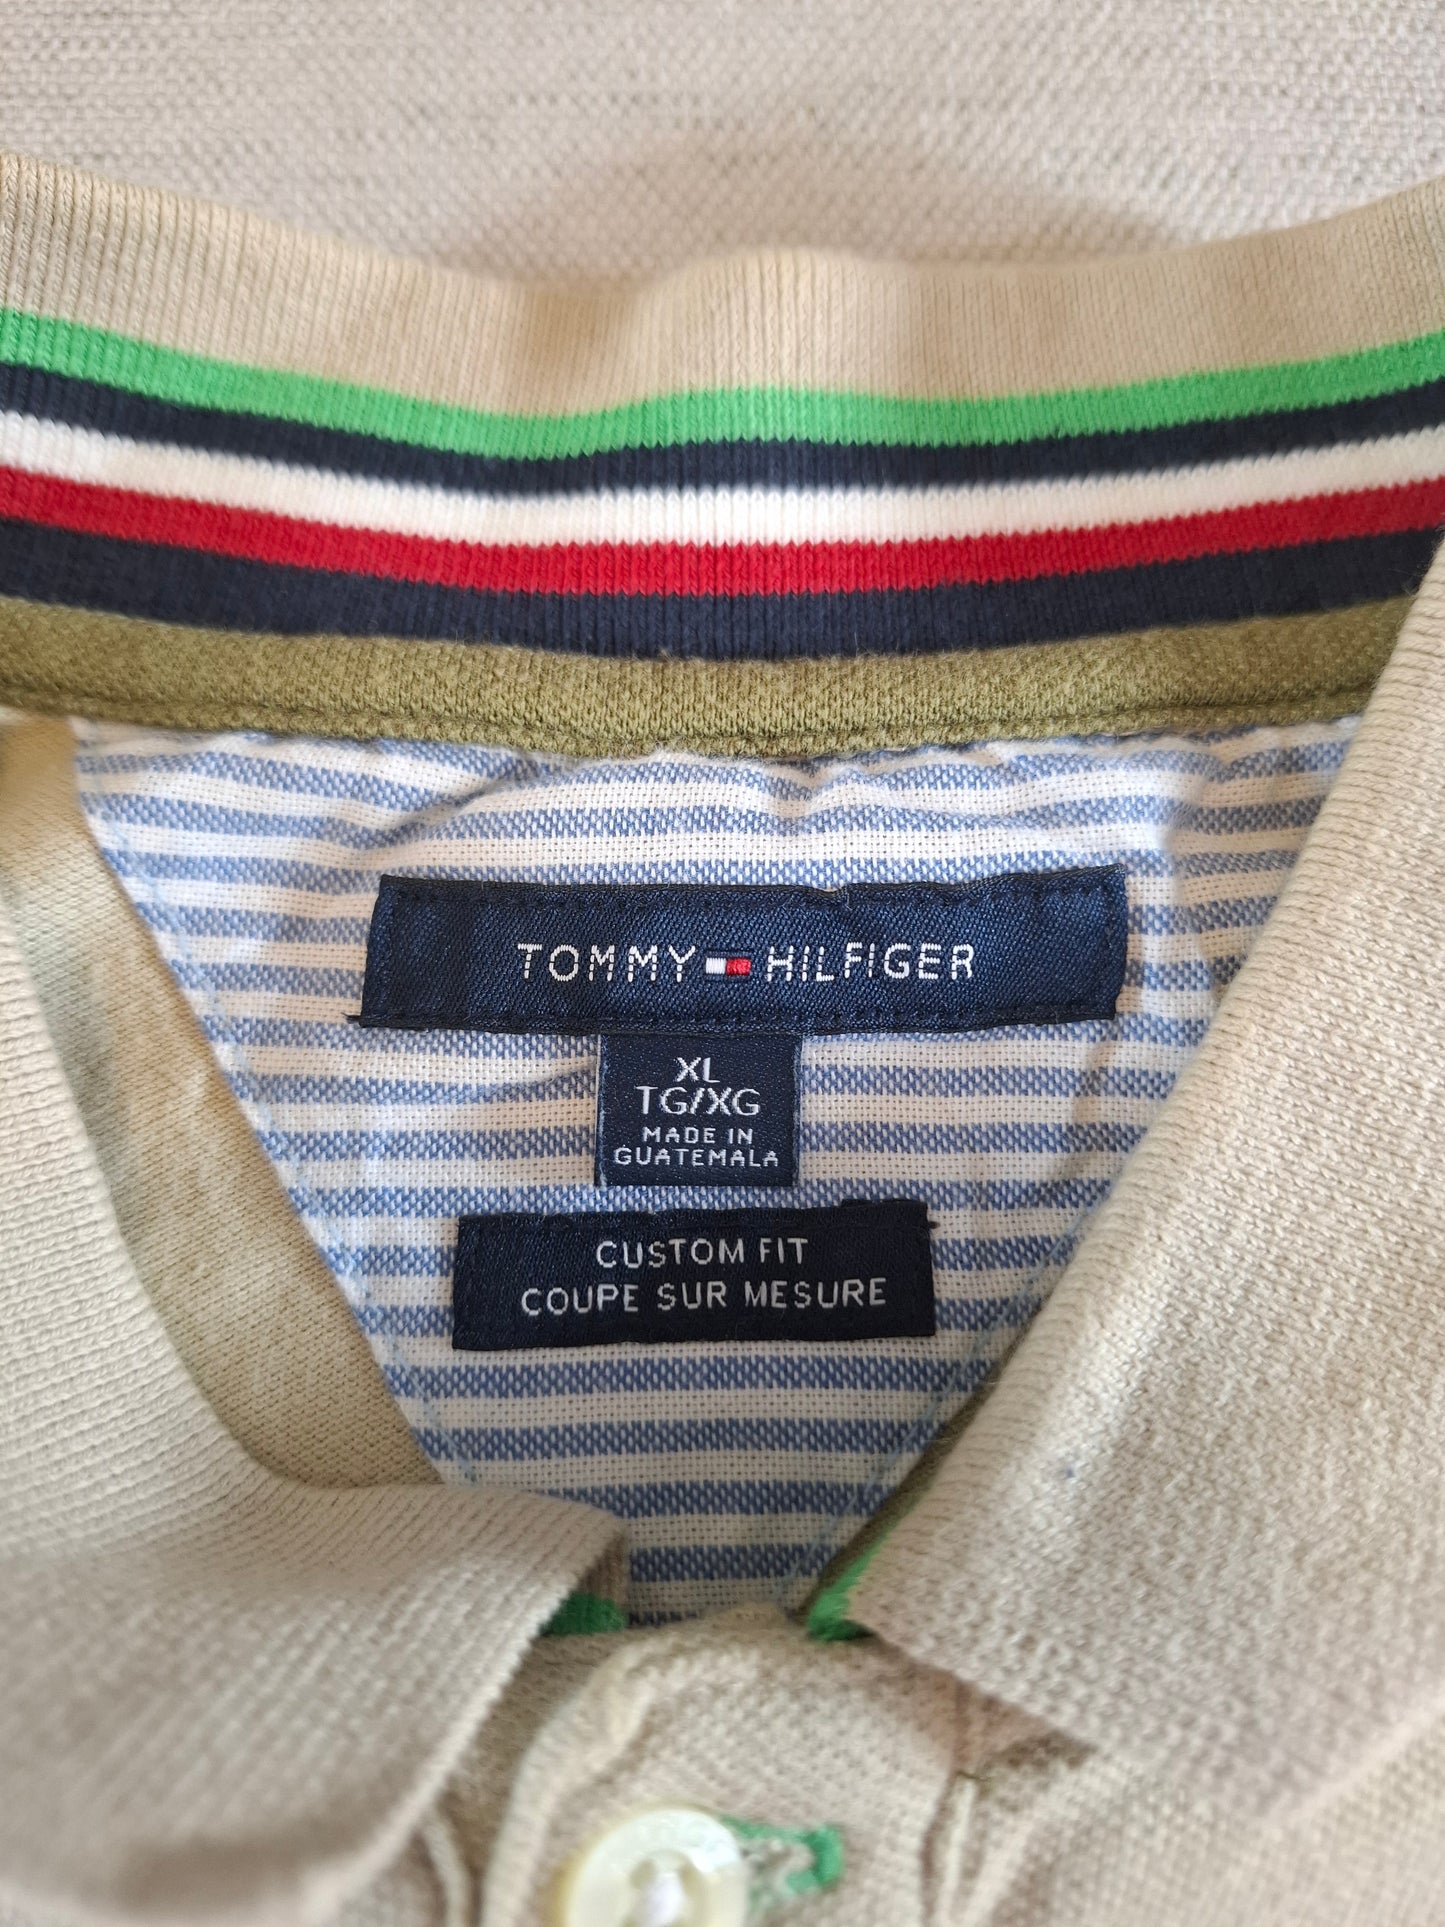 TOMMY HILFIGER
XL
TG/XG
MADE IN
GUATEMALA
CUSTOM FIT
COUPE SUR MESURE